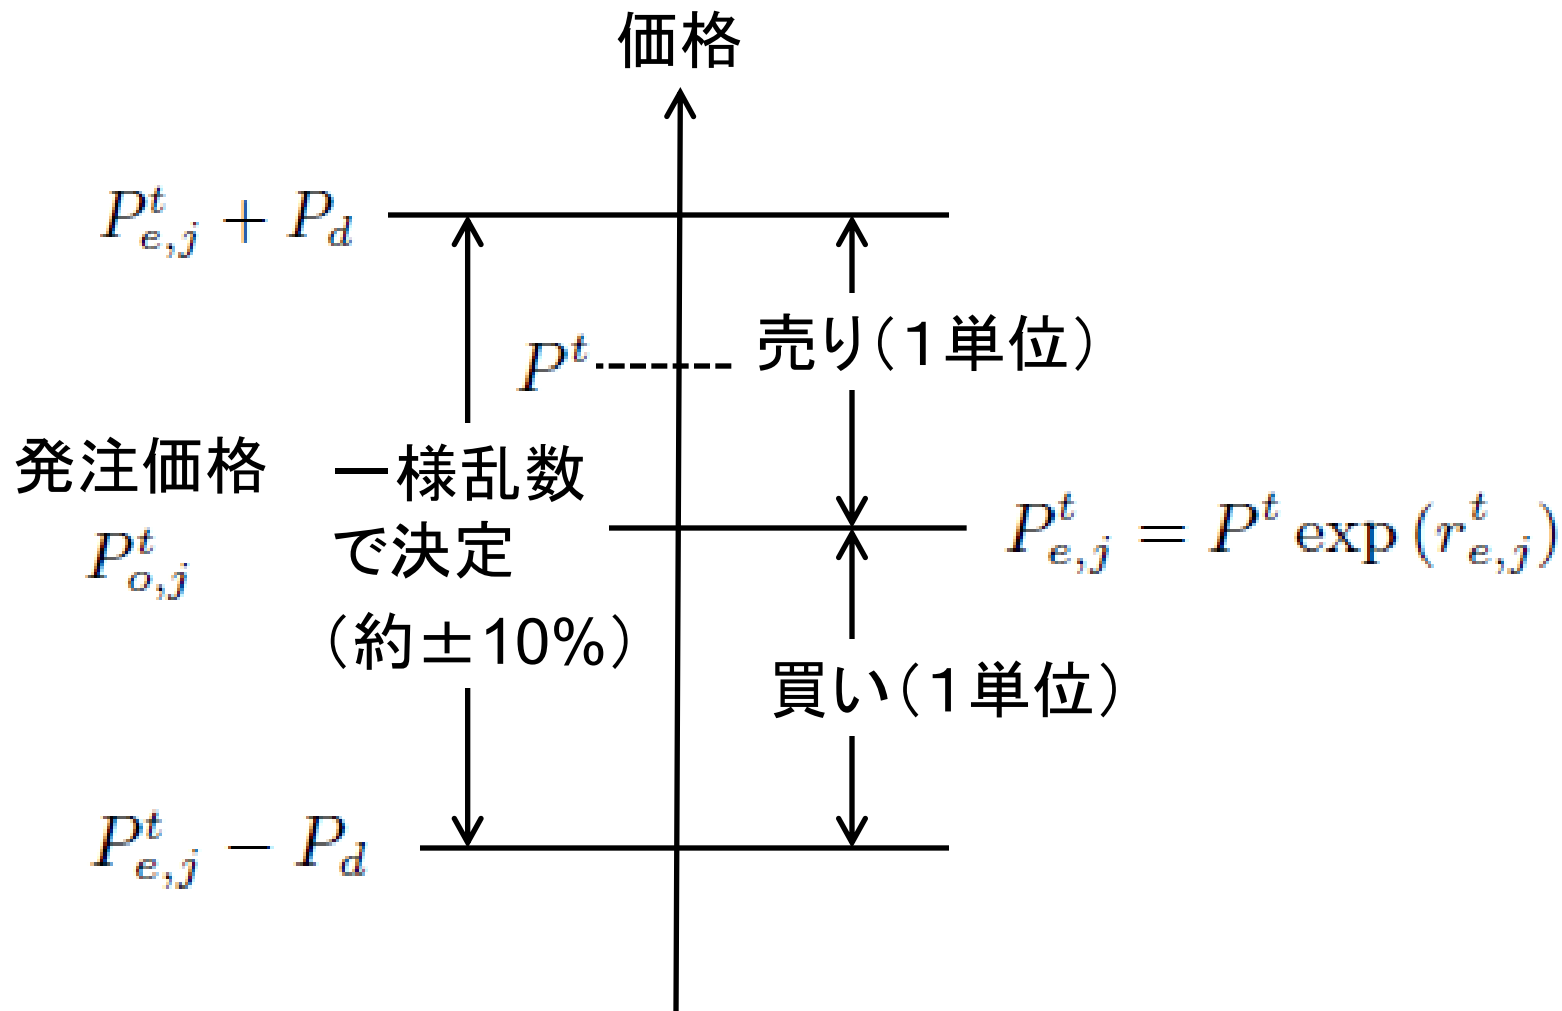 価格
P^t_{e,j} + P_d
P^t
売り(1単位)
発注価格
P^t_{o,j}
一様乱数
で決定
(約±10%)
P^t_{e,j} = P^t exp (r^t_{e,j})
買い(1単位)
P^t_{e,j} − P_d